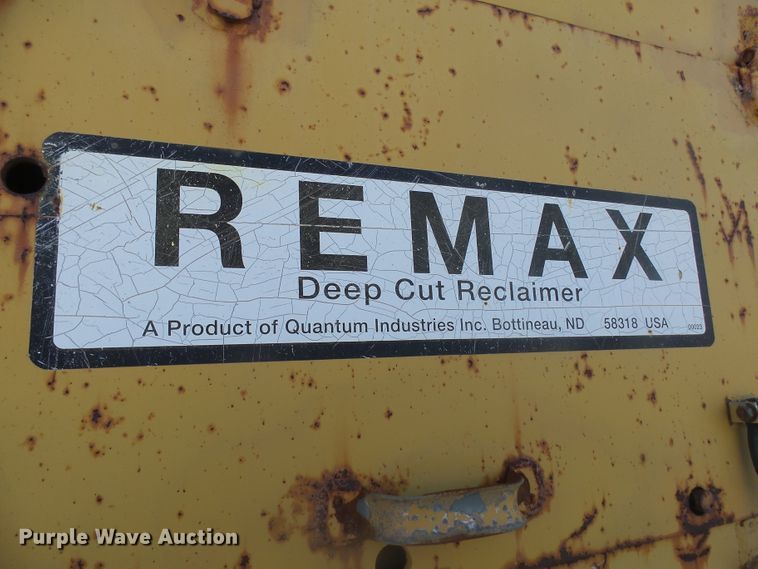 REMAX
Deep Cut Reclaimer
A Product of Quantum Industries Inc. Bottineau, ND 58318 USA 00023
Purple Wave Auction®